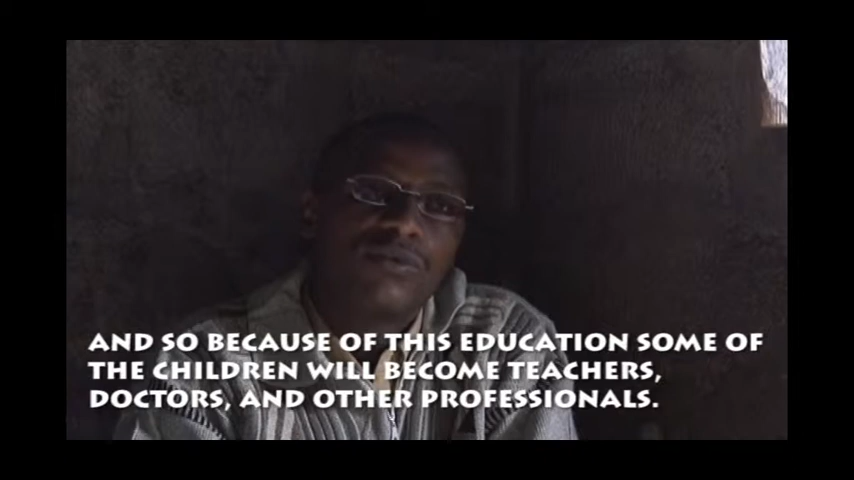 AND SO BECAUSE OF THIS EDUCATION SOME OF
THE CHILDREN WILL BECOME TEACHERS,
DOCTORS, AND OTHER PROFESSIONALS.